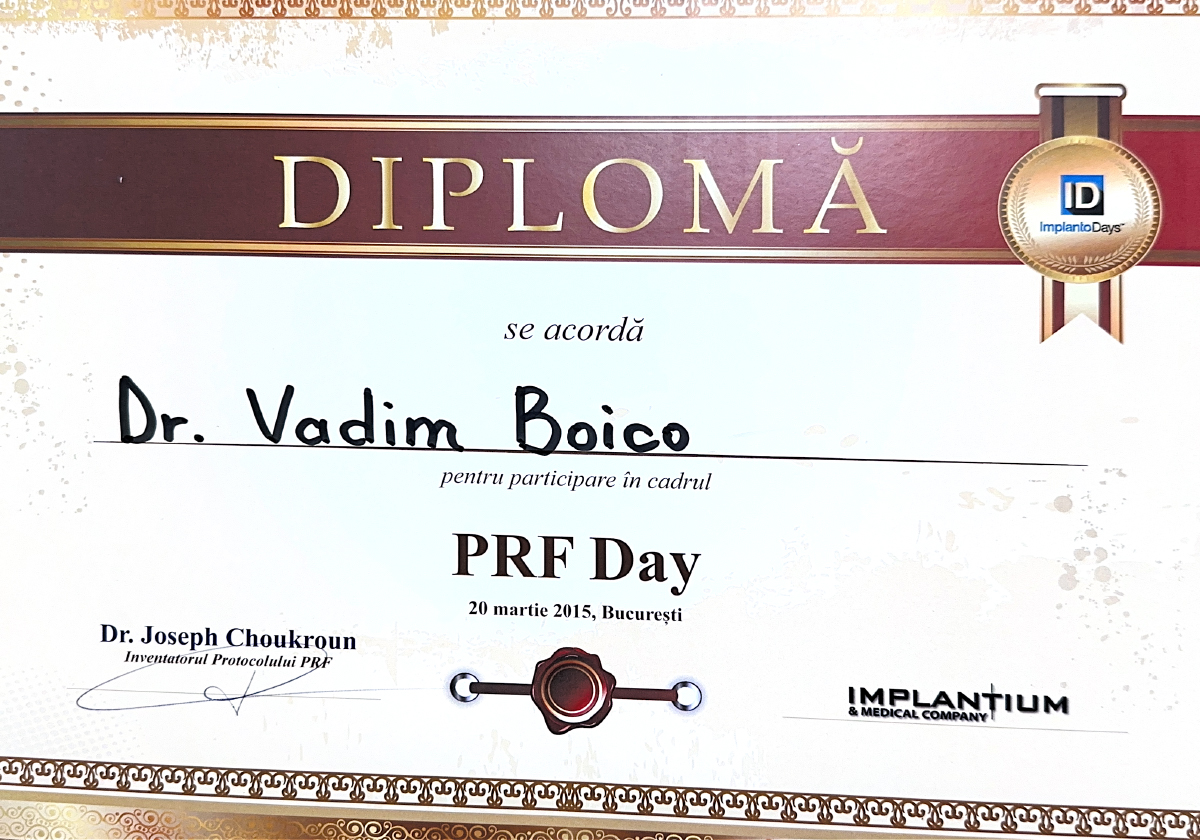 DIPLOMĂ
ID
ImplantoDays™
se acordă
Dr. Vadim Boico
pentru participare în cadrul
PRF Day
20 martie 2015, București
Dr. Joseph Choukroun
Inventatorul Protocolului PRF
IMPLANTIUM
& MEDICAL COMPANY